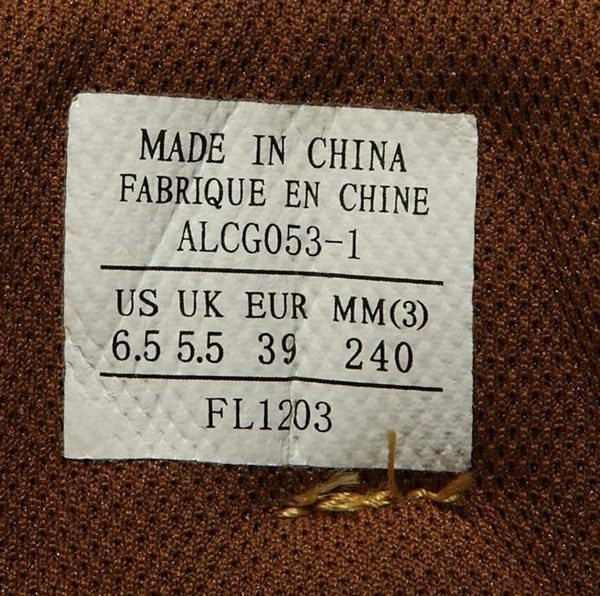 MADE IN CHINA
FABRIQUE EN CHINE
ALCG053-1
US UK EUR MM(3)
6.5 5.5 39 240
FL1203